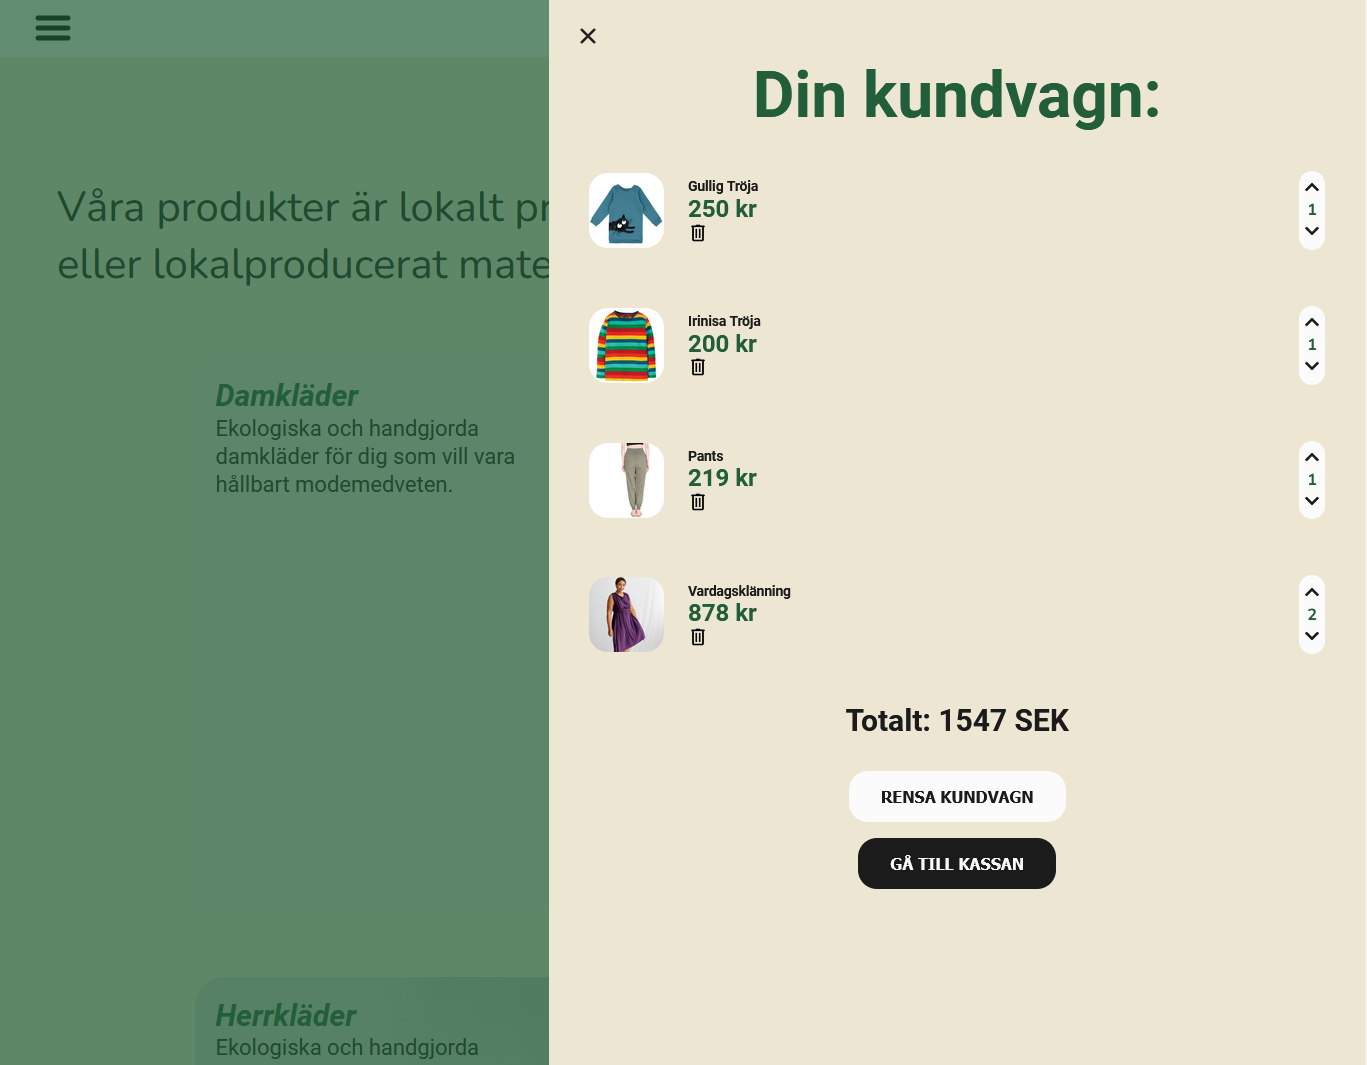 Våra produkter är lokalt pr
eller lokalproducerat mate
Damkläder
Ekologiska och handgjorda
damkläder för dig som vill vara
hållbart modemedveten.
Herrkläder
Ekologiska och handgjorda
Din kundvagn:
Gullig Tröja
250 kr
1
Irinisa Tröja
200 kr
1
Pants
219 kr
1
Vardagsklänning
878 kr
2
Totalt: 1547 SEK
RENSA KUNDVAGN
GÅ TILL KASSAN